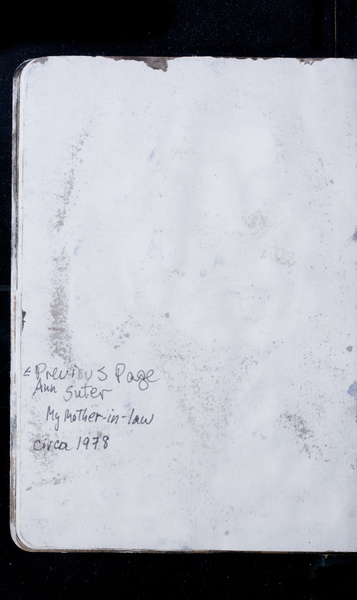 < Previous Page
Ann Suter
My Mother-in-law
circa 1978